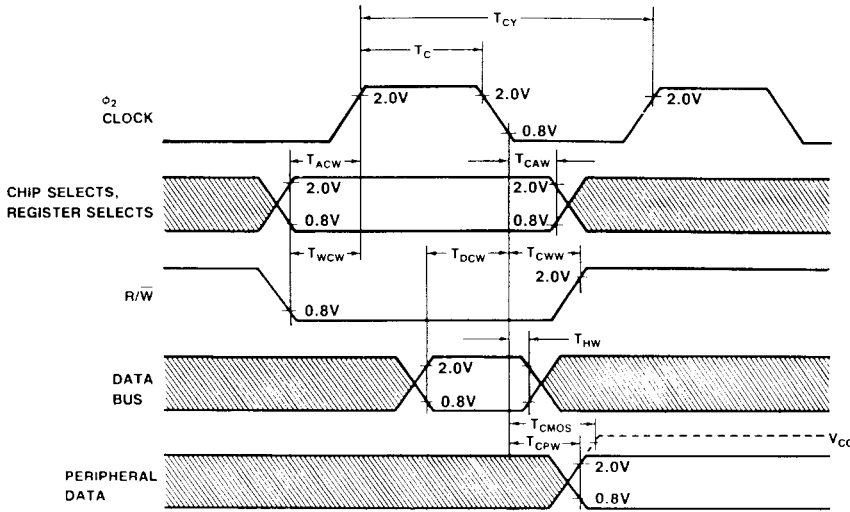 T_CY
T_C
ϕ₂
CLOCK
2.0V
2.0V
0.8V
2.0V
T_ACW
T_CAW
CHIP SELECTS,
REGISTER SELECTS
2.0V
0.8V
2.0V
0.8V
T_WCW
T_DCW
T_CWW
R/W̅
0.8V
2.0V
T_HW
DATA
BUS
2.0V
0.8V
T_CMOS
T_CPW
V_CC
PERIPHERAL
DATA
2.0V
0.8V